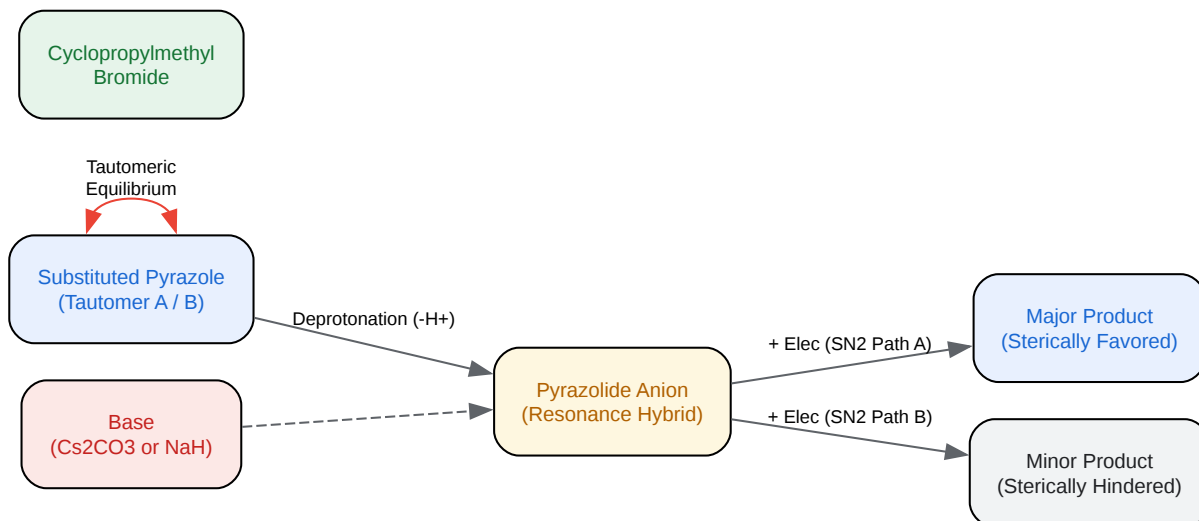 Cyclopropylmethyl
Bromide
Tautomeric
Equilibrium
Substituted Pyrazole
(Tautomer A / B)
Deprotonation (-H+)
Base
(Cs2CO3 or NaH)
Pyrazolide Anion
(Resonance Hybrid)
+ Elec (SN2 Path A)
+ Elec (SN2 Path B)
Major Product
(Sterically Favored)
Minor Product
(Sterically Hindered)